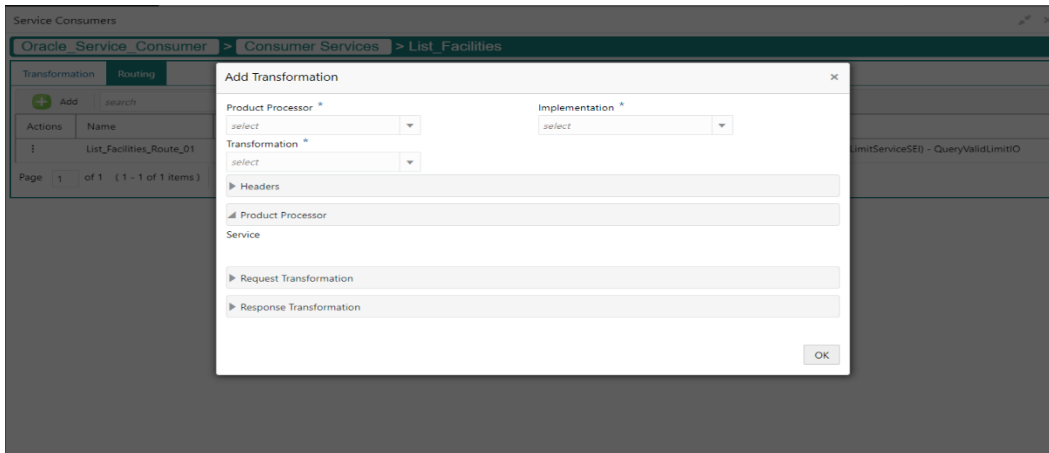 Service Consumers
Oracle_Service_Consumer > Consumer Services > List_Facilities
Transformation Routing
Add search
Actions Name
List_Facilities_Route_01 LimitServiceSEI) - QueryValidLimitIO
Page 1 of 1 (1 - 1 of 1 items)
Add Transformation ×
Product Processor * Implementation *
select select
Transformation *
select
Headers
Product Processor
Service
Request Transformation
Response Transformation
OK